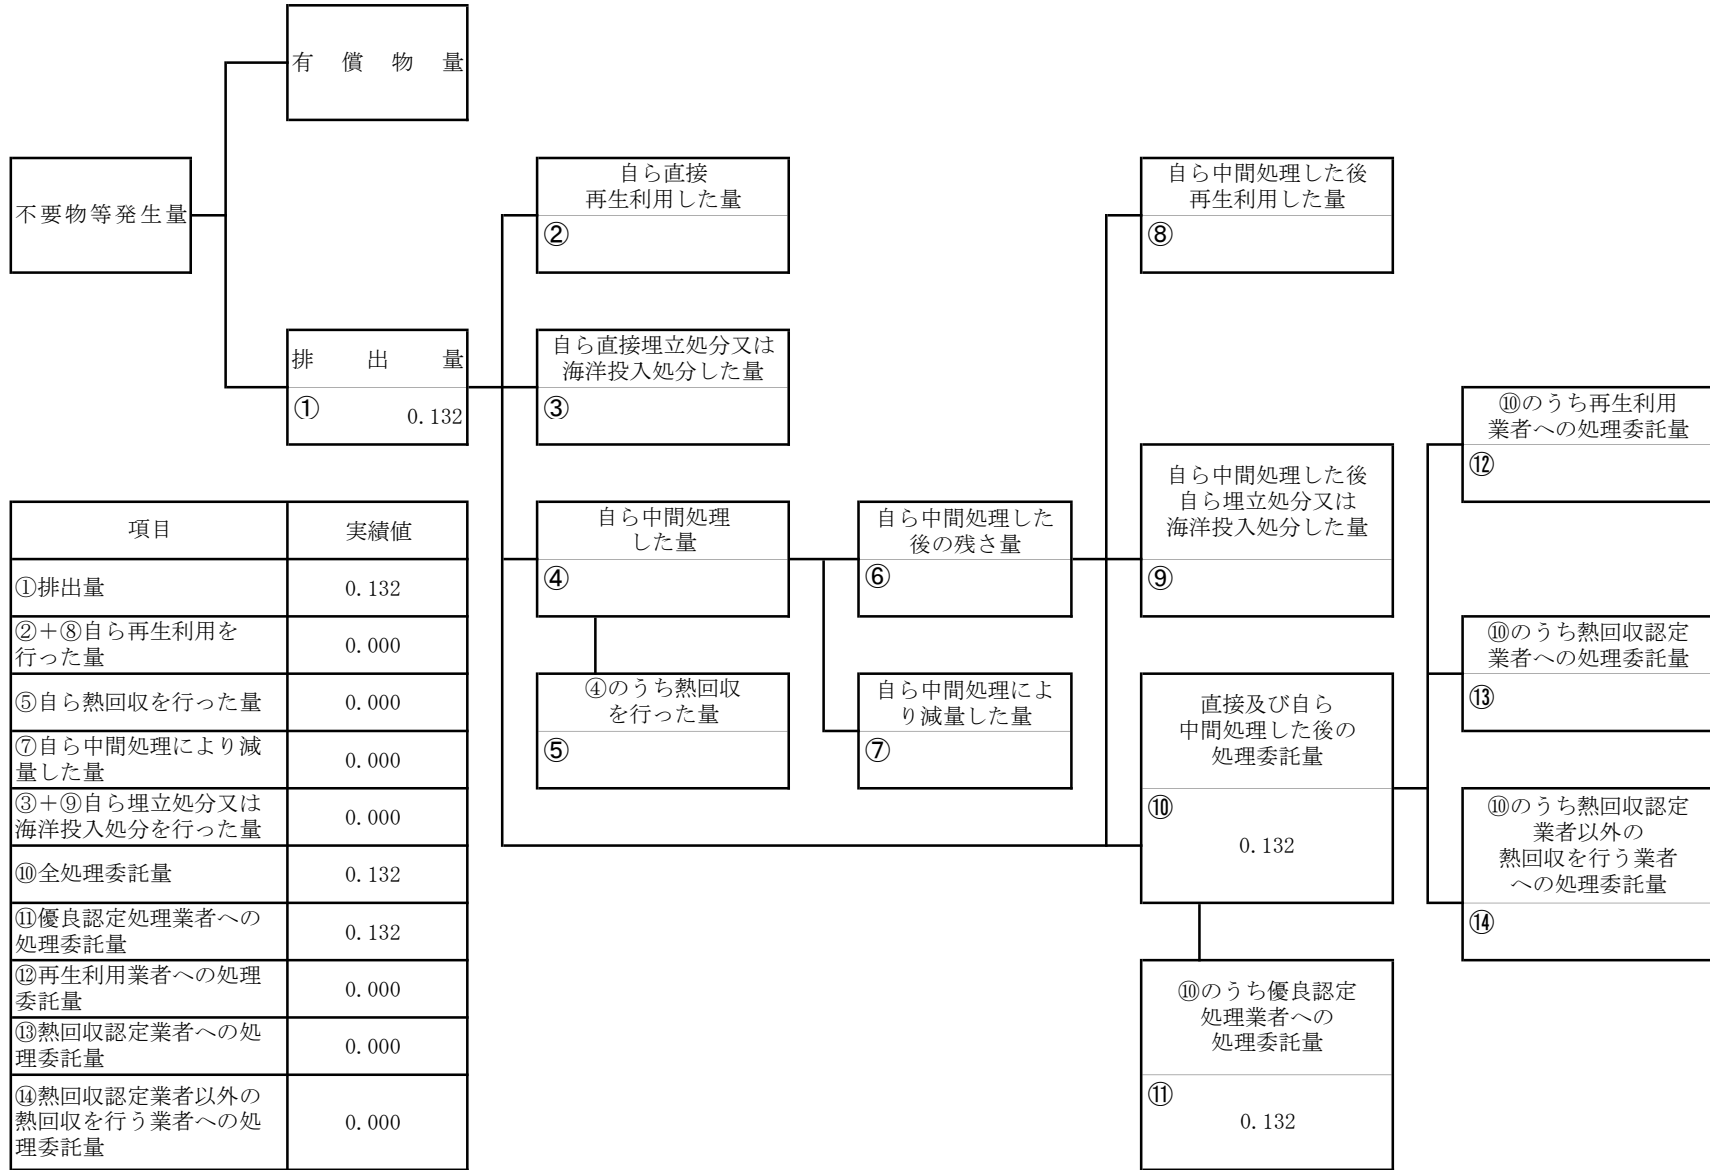 有償物量
不要物等発生量
排出量
①
0.132
自ら直接
再生利用した量
②
自ら直接埋立処分又は
海洋投入処分した量
③
自ら中間処理
した量
④
④のうち熱回収
を行った量
⑤
自ら中間処理した
後の残さ量
⑥
自ら中間処理によ
り減量した量
⑦
自ら中間処理した後
再生利用した量
⑧
自ら中間処理した後
自ら埋立処分又は
海洋投入処分した量
⑨
直接及び自ら
中間処理した後の
処理委託量
⑩
0.132
⑩のうち優良認定
処理業者への
処理委託量
⑪
0.132
⑩のうち再生利用
業者への処理委託量
⑫
⑩のうち熱回収認定
業者への処理委託量
⑬
⑩のうち熱回収認定
業者以外の
熱回収を行う業者
への処理委託量
⑭
項目 実績値
①排出量 0.132
②+⑧自ら再生利用を
行った量 0.000
⑤自ら熱回収を行った量 0.000
⑦自ら中間処理により減
量した量 0.000
③+⑨自ら埋立処分又は
海洋投入処分を行った量 0.000
⑩全処理委託量 0.132
⑪優良認定処理業者への
処理委託量 0.132
⑫再生利用業者への処理
委託量 0.000
⑬熱回収認定業者への処
理委託量 0.000
⑭熱回収認定業者以外の
熱回収を行う業者への処
理委託量 0.000